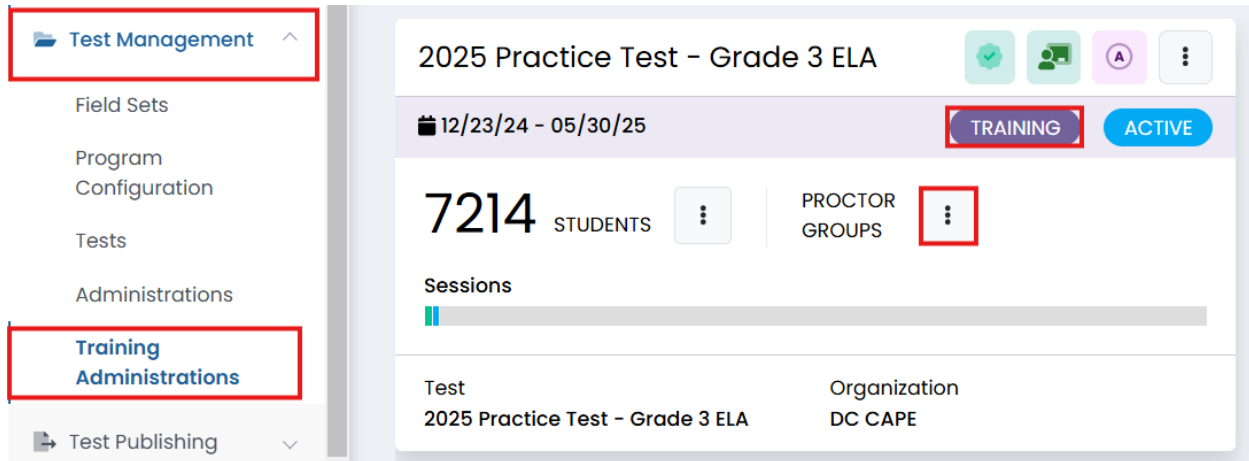 Test Management
Field Sets
Program
Configuration
Tests
Administrations
Training
Administrations
Test Publishing
2025 Practice Test - Grade 3 ELA
A
12/23/24 - 05/30/25
TRAINING
ACTIVE
7214 STUDENTS
PROCTOR
GROUPS
Sessions
Test
2025 Practice Test - Grade 3 ELA
Organization
DC CAPE